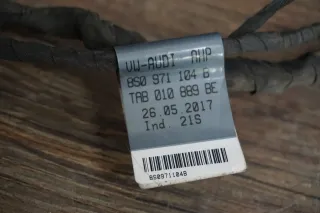 VW-AUDI AMP
8S0 971 104 B
TAB 010 889 BE
26.05.2017
Ind. 21S
8S0971104B